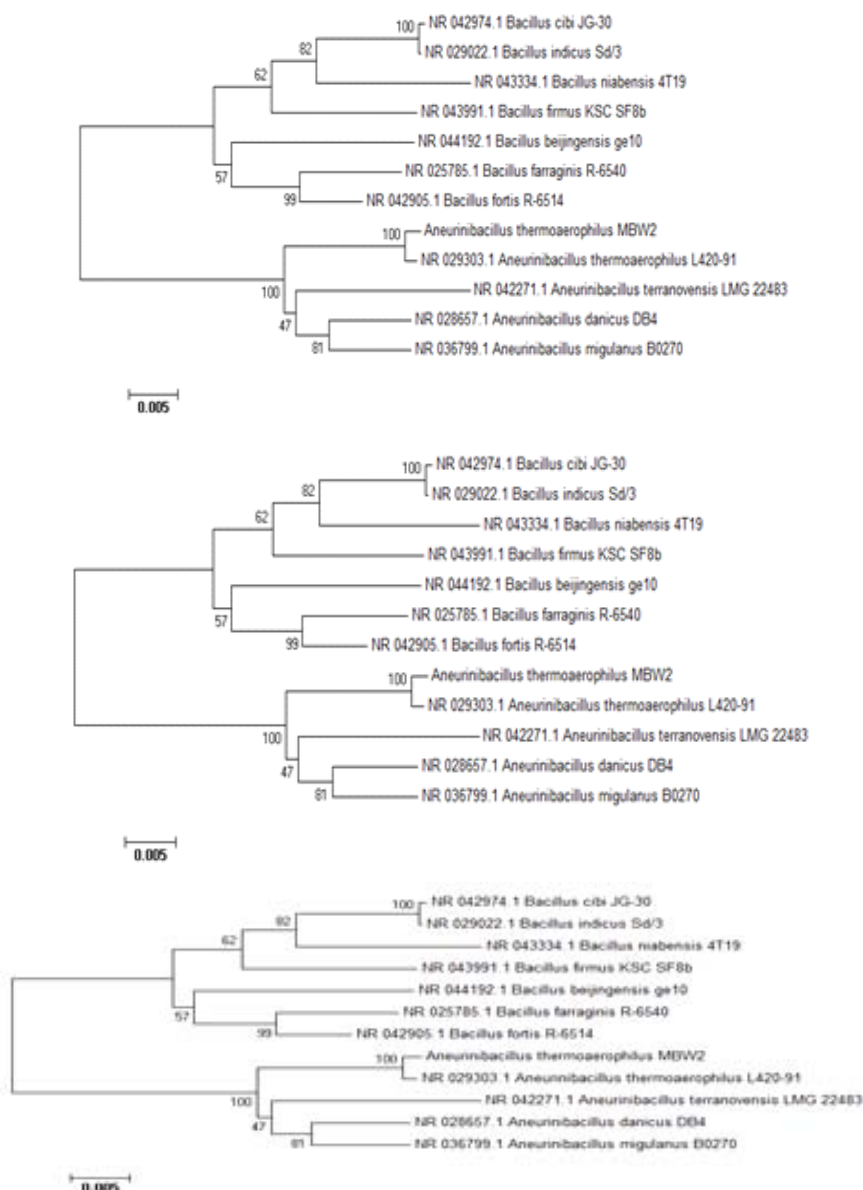 NR 042974.1 Bacillus cibi JG-30
100
NR 029022.1 Bacillus indicus Sd/3
82
NR 043334.1 Bacillus niabensis 4T19
62
NR 043991.1 Bacillus firmus KSC SF8b
NR 044192.1 Bacillus beijingensis ge10
57
NR 025785.1 Bacillus farraginis R-6540
99
NR 042905.1 Bacillus fortis R-6514
Aneurinibacillus thermoaerophilus MBW2
100
NR 029303.1 Aneurinibacillus thermoaerophilus L420-91
100
NR 042271.1 Aneurinibacillus terranovensis LMG 22483
47
NR 028657.1 Aneurinibacillus danicus DB4
81
NR 036799.1 Aneurinibacillus migulanus B0270
0.005
NR 042974.1 Bacillus cibi JG-30
100
NR 029022.1 Bacillus indicus Sd/3
82
NR 043334.1 Bacillus niabensis 4T19
62
NR 043991.1 Bacillus firmus KSC SF8b
NR 044192.1 Bacillus beijingensis ge10
57
NR 025785.1 Bacillus farraginis R-6540
99
NR 042905.1 Bacillus fortis R-6514
Aneurinibacillus thermoaerophilus MBW2
100
NR 029303.1 Aneurinibacillus thermoaerophilus L420-91
100
NR 042271.1 Aneurinibacillus terranovensis LMG 22483
47
NR 028657.1 Aneurinibacillus danicus DB4
81
NR 036799.1 Aneurinibacillus migulanus B0270
0.005
NR 042974.1 Bacillus cibi JG-30
100
NR 029022.1 Bacillus indicus Sd/3
82
NR 043334.1 Bacillus niabensis 4T19
62
NR 043991.1 Bacillus firmus KSC SF8b
NR 044192.1 Bacillus beijingensis ge10
57
NR 025785.1 Bacillus farraginis R-6540
99
NR 042905.1 Bacillus fortis R-6514
Aneurinibacillus thermoaerophilus MBW2
100
NR 029303.1 Aneurinibacillus thermoaerophilus L420-91
100
NR 042271.1 Aneurinibacillus terranovensis LMG 22483
47
NR 028657.1 Aneurinibacillus danicus DB4
81
NR 036799.1 Aneurinibacillus migulanus B0270
0.005